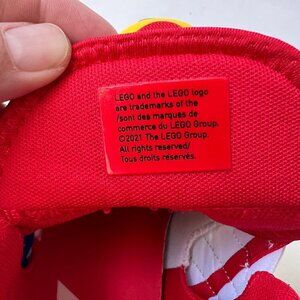 LEGO and the LEGO logo
are trademarks of the
/sont des marques de
commerce du LEGO Group.
©2021 The LEGO Group.
All rights reserved/
Tous droits réservés.